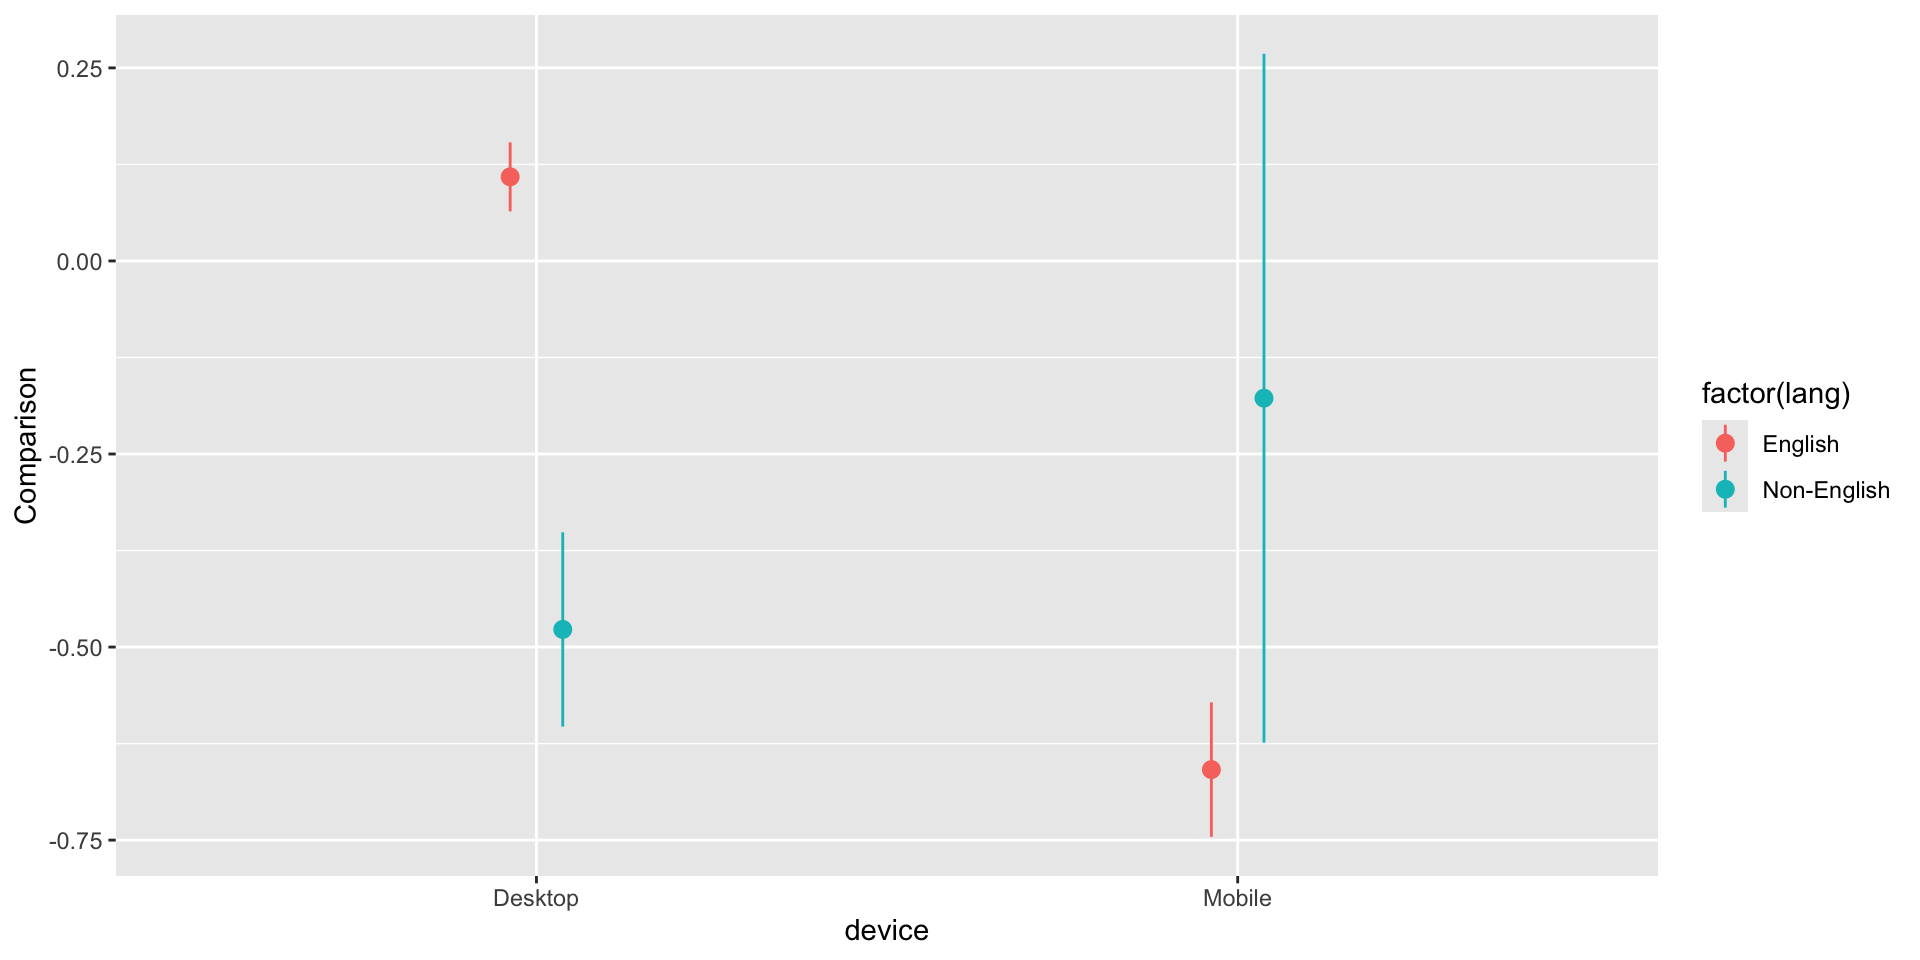 Comparison
0.25
0.00
-0.25
-0.50
-0.75
Desktop
Mobile
device
factor(lang)
English
Non-English